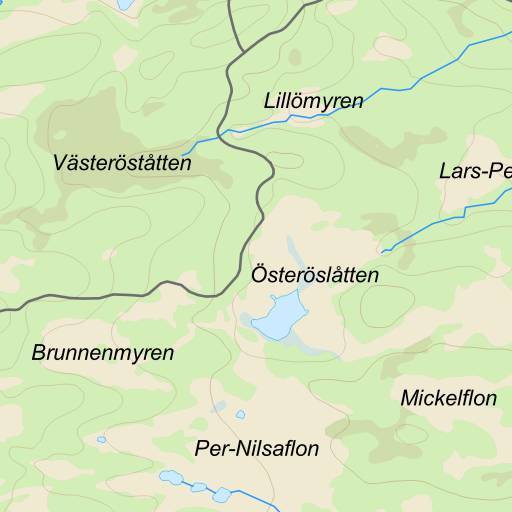 Lillömyren
Västeröståtten
Lars-Pe
Österöslåtten
Brunnenmyren
Mickelflon
Per-Nilsaflon